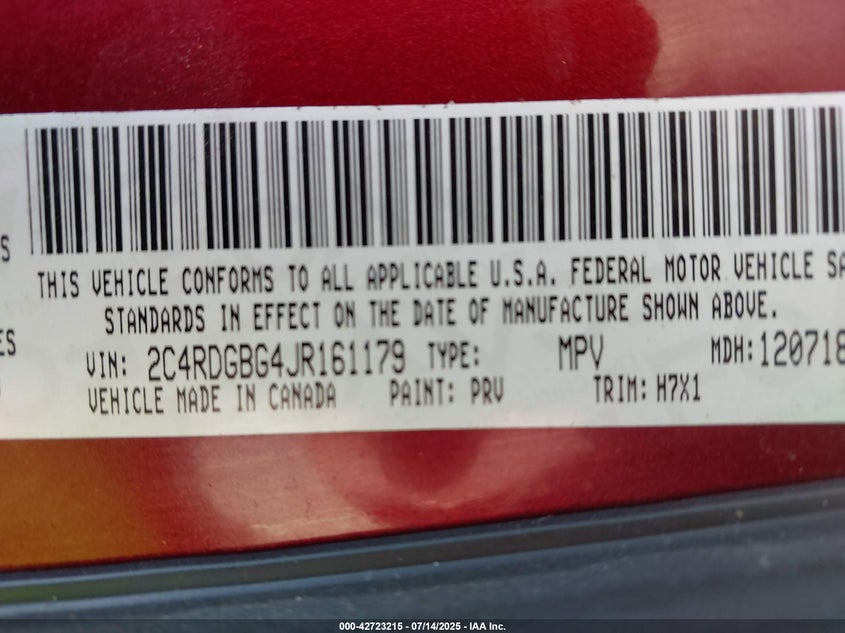 S
THIS VEHICLE CONFORMS TO ALL APPLICABLE U.S.A. FEDERAL MOTOR VEHICLE SA
STANDARDS IN EFFECT ON THE DATE OF MANUFACTURE SHOWN ABOVE.
ES
VIN: 2C4RDGBG4JR161179 TYPE: MPV MDH:120718
VEHICLE MADE IN CANADA PAINT: PRV TRIM: H7X1
000-42723215 - 07/14/2025 - IAA Inc.